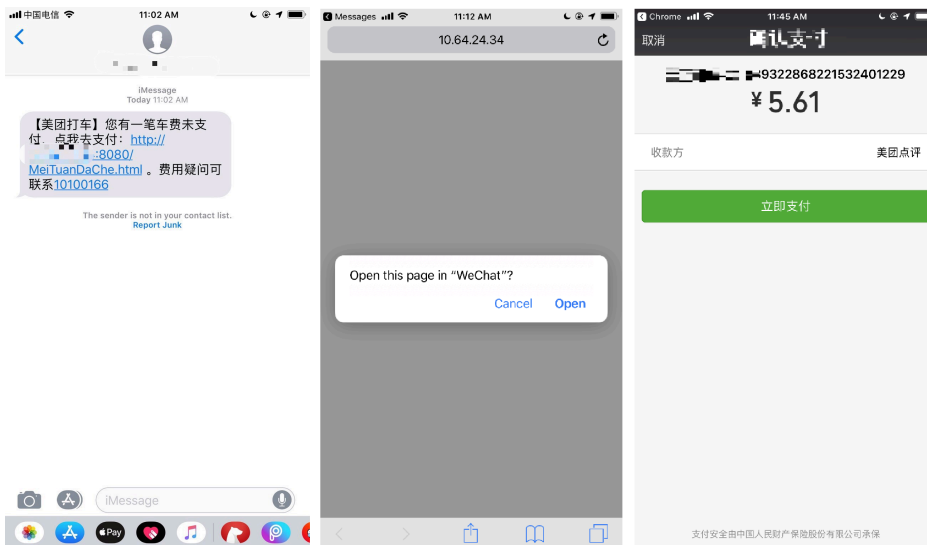 中国电信
11:02 AM
iMessage
Today 11:02 AM
【美团打车】您有一笔车费未支
付，点我去支付：http://
:8080/
MeiTuanDaChe.html 。费用疑问可
联系10100166
The sender is not in your contact list.
Report Junk
iMessage
Pay
Messages
11:12 AM
10.64.24.34
Open this page in “WeChat”?
Cancel
Open
Chrome
11:45 AM
取消
支付
9322868221532401229
¥ 5.61
收款方
美团点评
立即支付
支付安全由中国人民财产保险股份有限公司承保